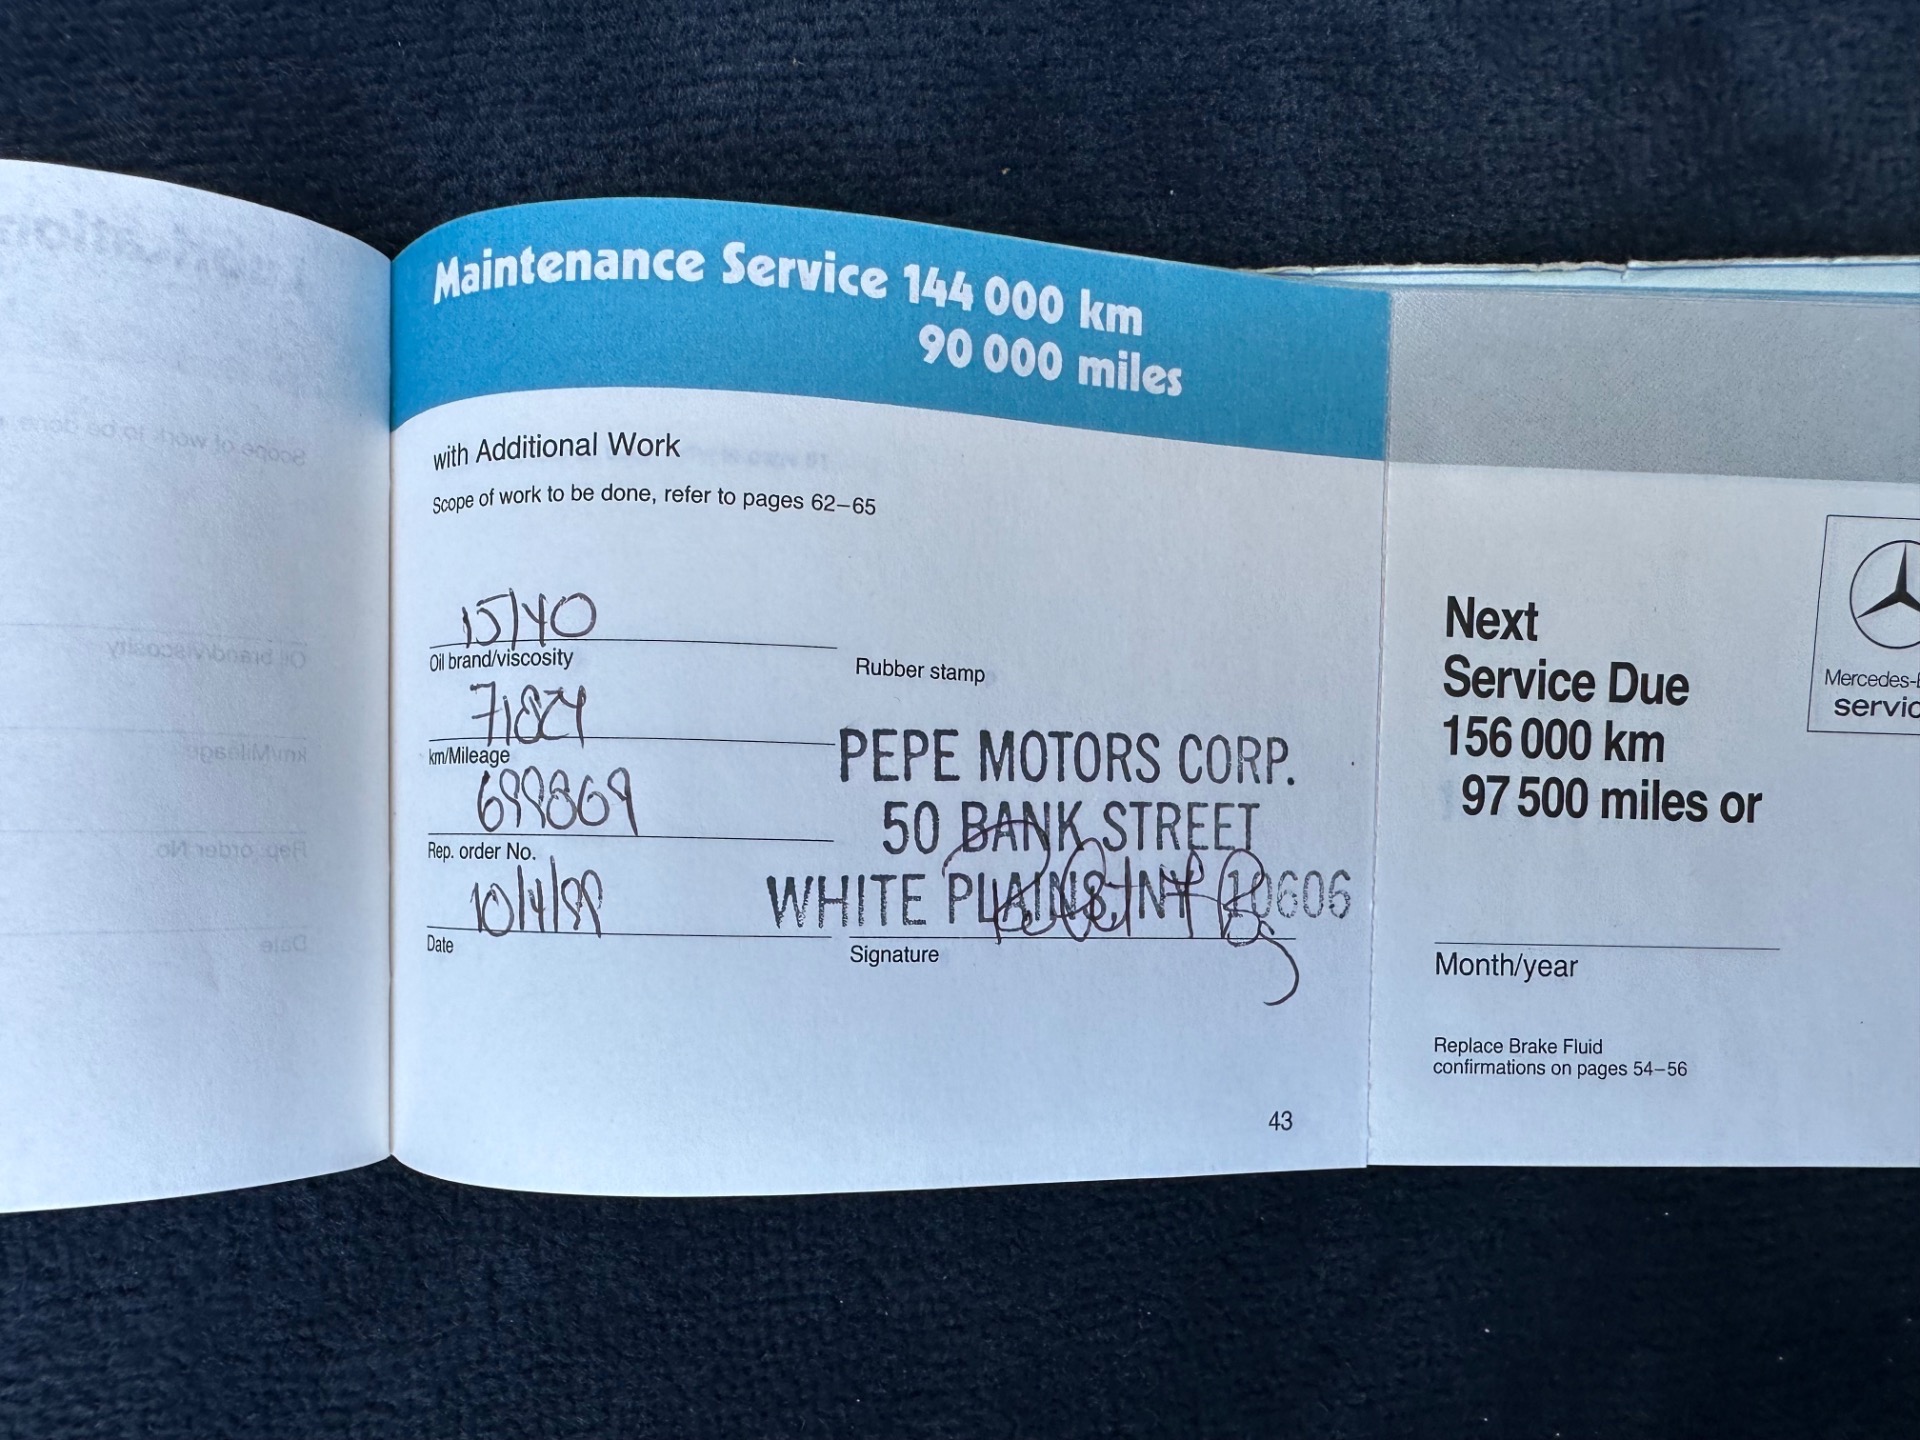 Maintenance Service 144 000 km
90 000 miles
with Additional Work
Scope of work to be done, refer to pages 62–65
15/40
Oil brand/viscosity
Rubber stamp
km/Mileage
699869
Rep. order No.
10/4/99
Date
PEPE MOTORS CORP.
50 BANK STREET
WHITE PLAINS, NY 10606
Signature
43
Next
Service Due
156 000 km
97 500 miles or
Month/year
Replace Brake Fluid
confirmations on pages 54–56